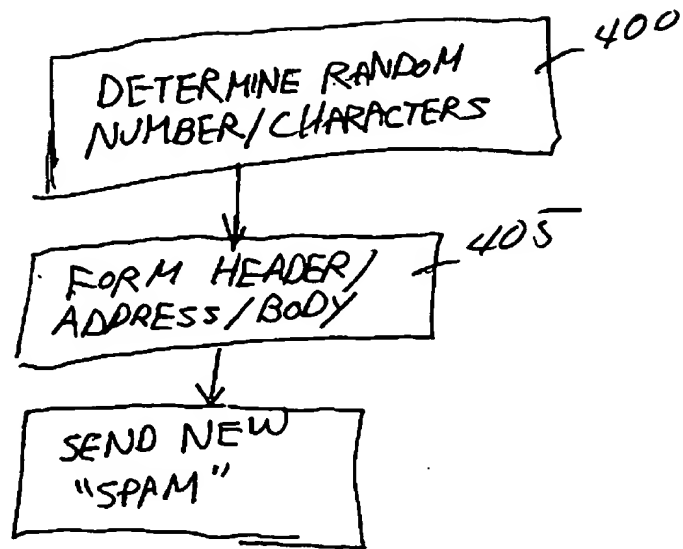 400
DETERMINE RANDOM
NUMBER/CHARACTERS
405
FORM HEADER/
ADDRESS/BODY
SEND NEW
"SPAM"